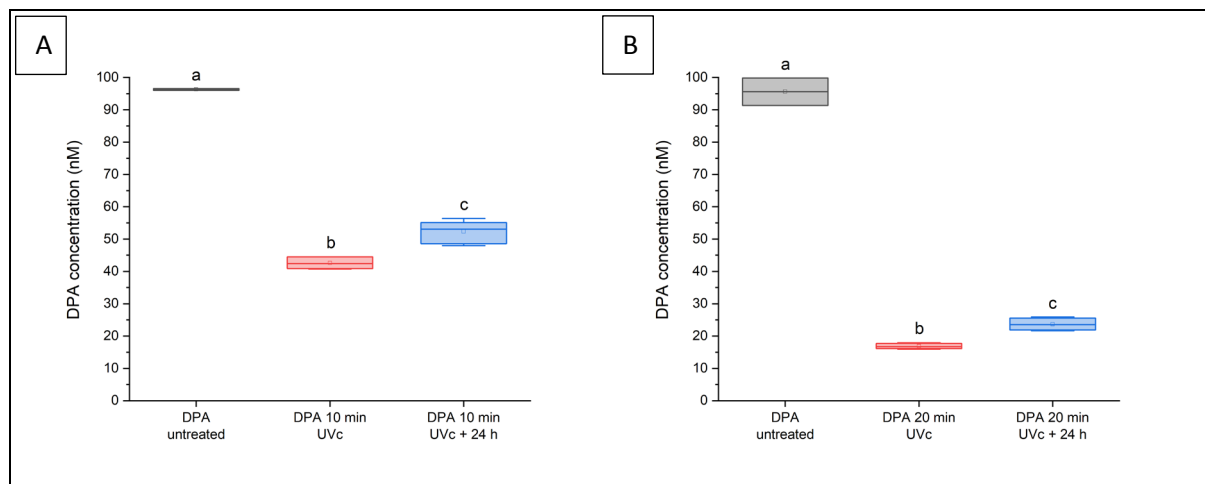 A
DPA concentration (nM)
100
90
80
70
60
50
40
30
20
10
0
a
b
c
DPA
untreated
DPA 10 min
UVc
DPA 10 min
UVc + 24 h
B
DPA concentration (nM)
100
90
80
70
60
50
40
30
20
10
0
a
b
c
DPA
untreated
DPA 20 min
UVc
DPA 20 min
UVc + 24 h